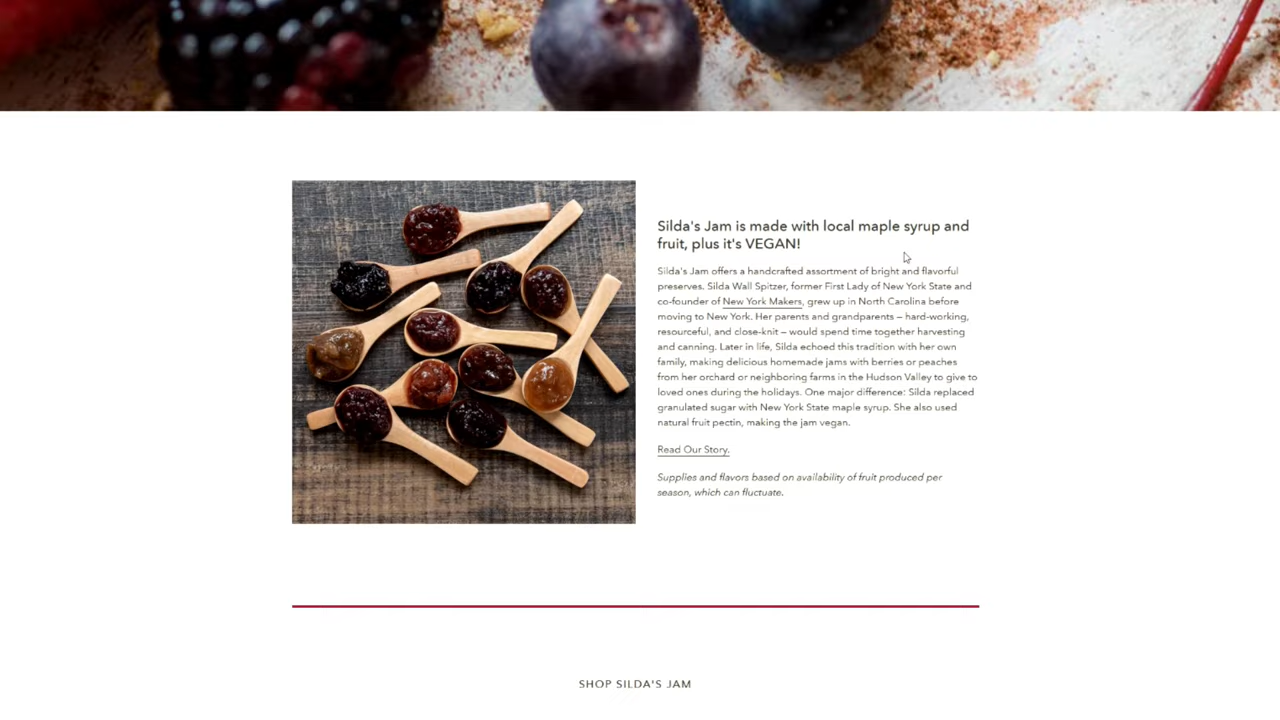 Silda's Jam is made with local maple syrup and
fruit, plus it's VEGAN!
Silda's Jam offers a handcrafted assortment of bright and flavorful
preserves. Silda Wall Spitzer, former First Lady of New York State and
co-founder of New York Makers, grew up in North Carolina before
moving to New York. Her parents and grandparents – hard-working,
resourceful, and close-knit – would spend time together harvesting
and canning. Later in life, Silda echoed this tradition with her own
family, making delicious homemade jams with berries or peaches
from her orchard or neighboring farms in the Hudson Valley to give to
loved ones during the holidays. One major difference: Silda replaced
granulated sugar with New York State maple syrup. She also used
natural fruit pectin, making the jam vegan.
Read Our Story.
Supplies and flavors based on availability of fruit produced per
season, which can fluctuate.
SHOP SILDA'S JAM